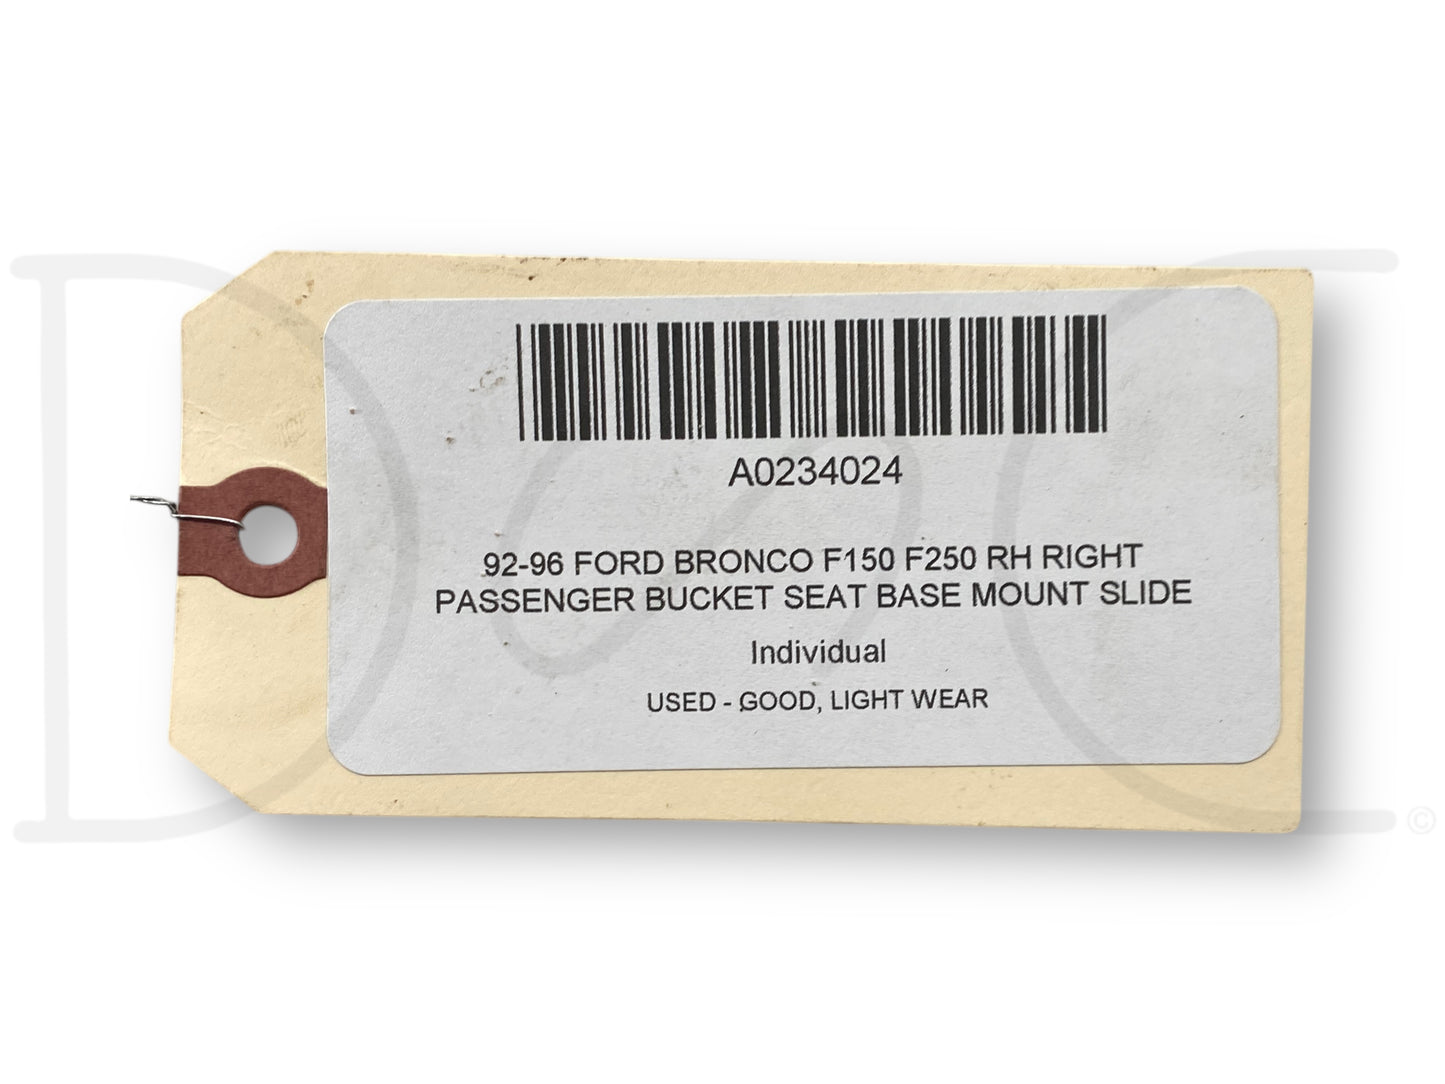 A0234024
92-96 FORD BRONCO F150 F250 RH RIGHT
PASSENGER BUCKET SEAT BASE MOUNT SLIDE
Individual
USED - GOOD, LIGHT WEAR
©